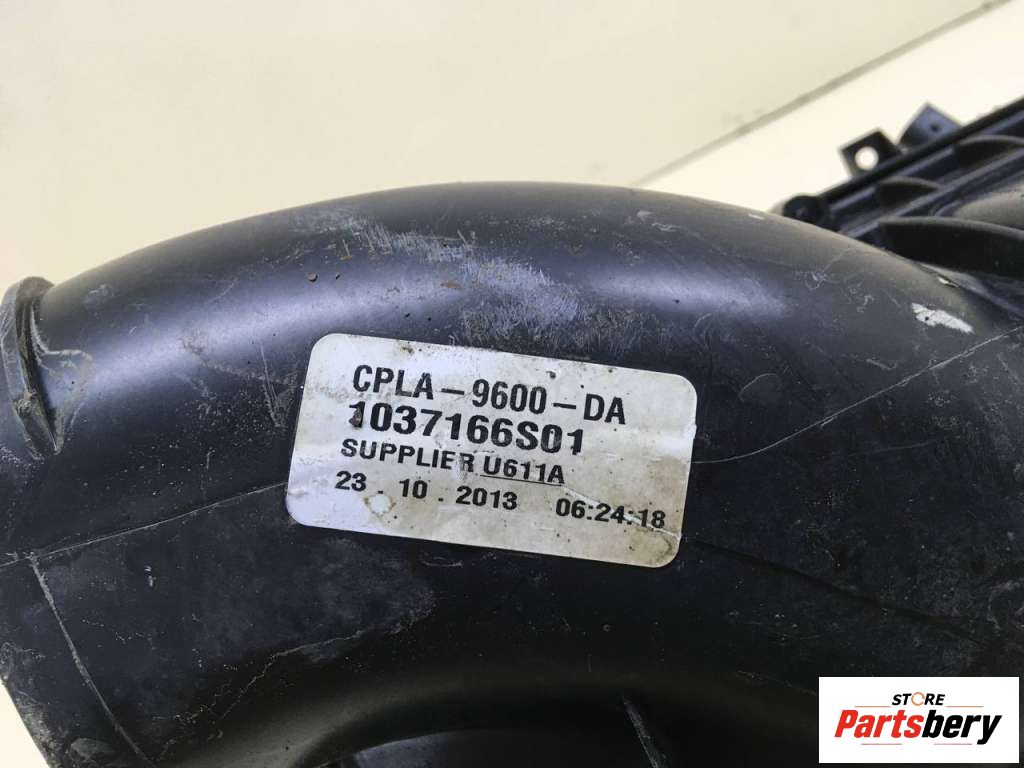 CPLA-9600-DA
1037166S01
SUPPLIER U611A
23 10 . 2013 06:24:18
STORE
Partsbery